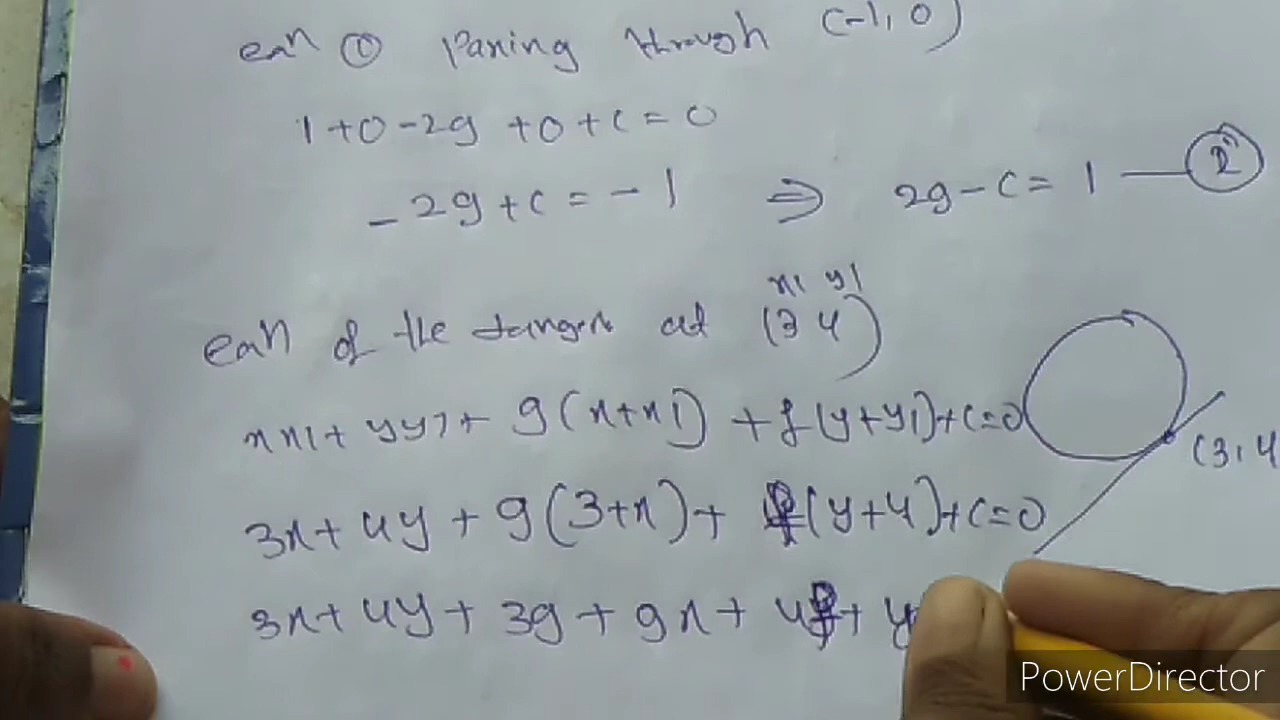 eqn ① Passing through (-1, 0)
1+0-2g+0+c=0
-2g+c=-1 ⇒ 2g-c=1 — ②
x1 y1
eqn of the tangent at (3 4)
xx1+yy1+g(x+x1)+f(y+y1)+c=0
(3,4
3x+4y+g(3+x)+f(y+4)+c=0
3x+4y+3g+gx+4f+y
PowerDirector